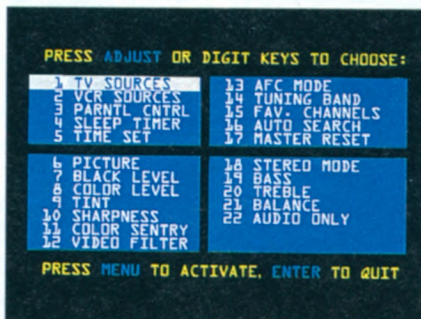 PRESS ADJUST OR DIGIT KEYS TO CHOOSE:
1 TV SOURCES
2 VCR SOURCES
3 PARNTL CNTRL
4 SLEEP TIMER
5 TIME SET
6 PICTURE
7 BLACK LEVEL
8 COLOR LEVEL
9 TINT
10 SHARPNESS
11 COLOR SENTRY
12 VIDEO FILTER
13 AFC MODE
14 TUNING BAND
15 FAV. CHANNELS
16 AUTO SEARCH
17 MASTER RESET
18 STEREO MODE
19 BASS
20 TREBLE
21 BALANCE
22 AUDIO ONLY
PRESS MENU TO ACTIVATE, ENTER TO QUIT